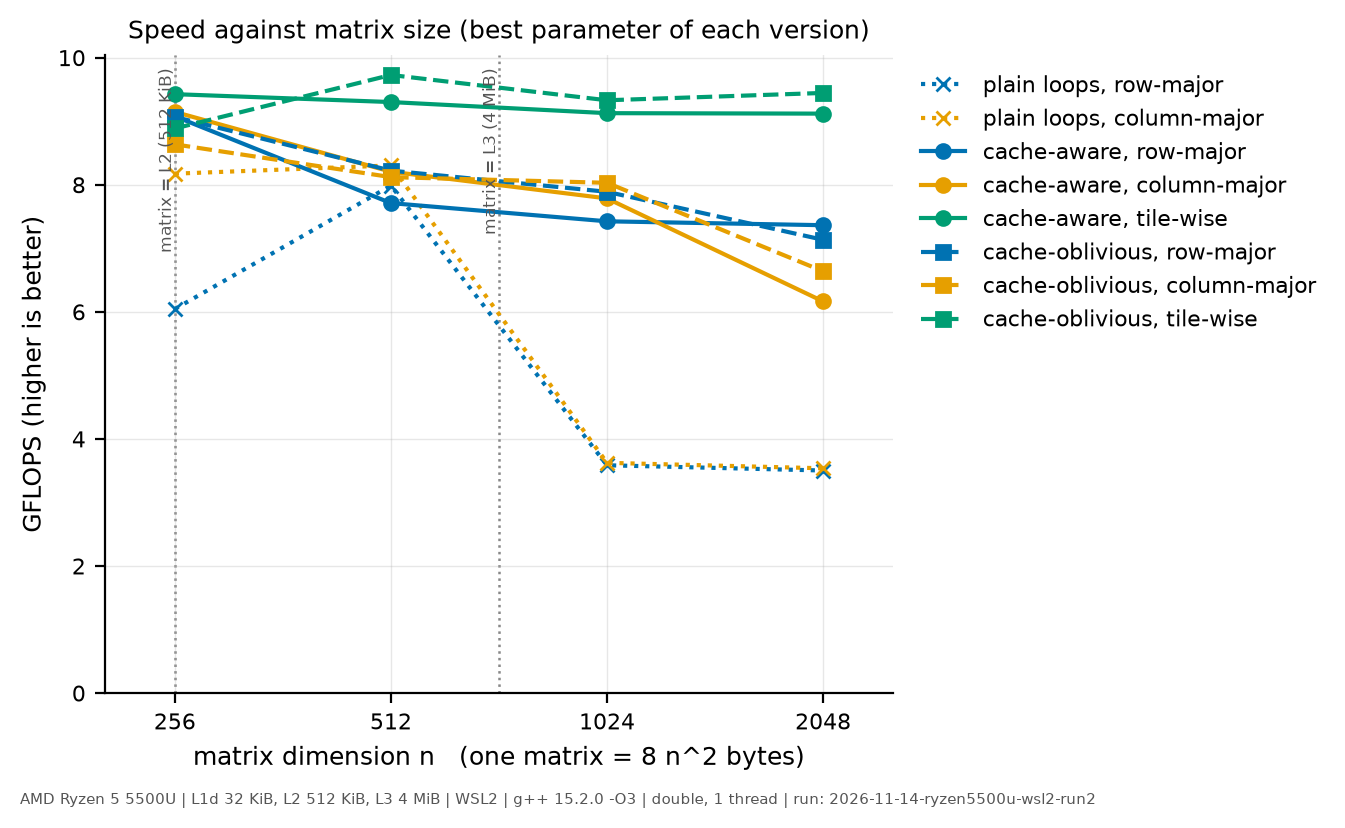 Speed against matrix size (best parameter of each version)
GFLOPS (higher is better)
10
8
6
4
2
0
matrix = L2 (512 KiB)
matrix = L3 (4 MiB)
256 512 1024 2048
matrix dimension n (one matrix = 8 n^2 bytes)
plain loops, row-major
plain loops, column-major
cache-aware, row-major
cache-aware, column-major
cache-aware, tile-wise
cache-oblivious, row-major
cache-oblivious, column-major
cache-oblivious, tile-wise
AMD Ryzen 5 5500U | L1d 32 KiB, L2 512 KiB, L3 4 MiB | WSL2 | g++ 15.2.0 -O3 | double, 1 thread | run: 2026-11-14-ryzen5500u-wsl2-run2